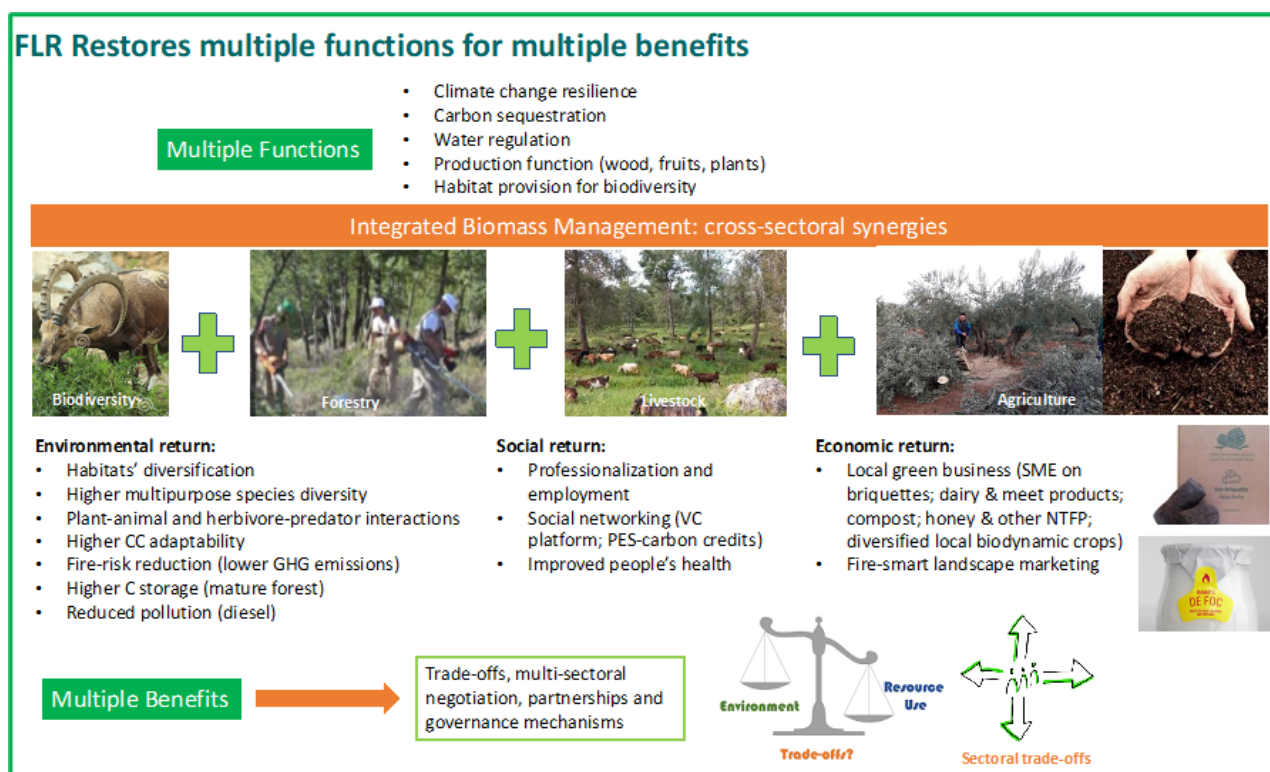 FLR Restores multiple functions for multiple benefits
Multiple Functions
• Climate change resilience
• Carbon sequestration
• Water regulation
• Production function (wood, fruits, plants)
• Habitat provision for biodiversity
Integrated Biomass Management: cross-sectoral synergies
Biodiversity
Forestry
Livestock
Agriculture
Environmental return:
• Habitats’ diversification
• Higher multipurpose species diversity
• Plant-animal and herbivore-predator interactions
• Higher CC adaptability
• Fire-risk reduction (lower GHG emissions)
• Higher C storage (mature forest)
• Reduced pollution (diesel)
Social return:
• Professionalization and
employment
• Social networking (VC
platform; PES-carbon credits)
• Improved people’s health
Economic return:
• Local green business (SME on
briquettes; dairy & meet products;
compost; honey & other NTFP;
diversified local biodynamic crops)
• Fire-smart landscape marketing
DE FOC
Multiple Benefits
Trade-offs, multi-sectoral
negotiation, partnerships and
governance mechanisms
Environment
Resource
Use
Trade-offs?
Sectoral trade-offs